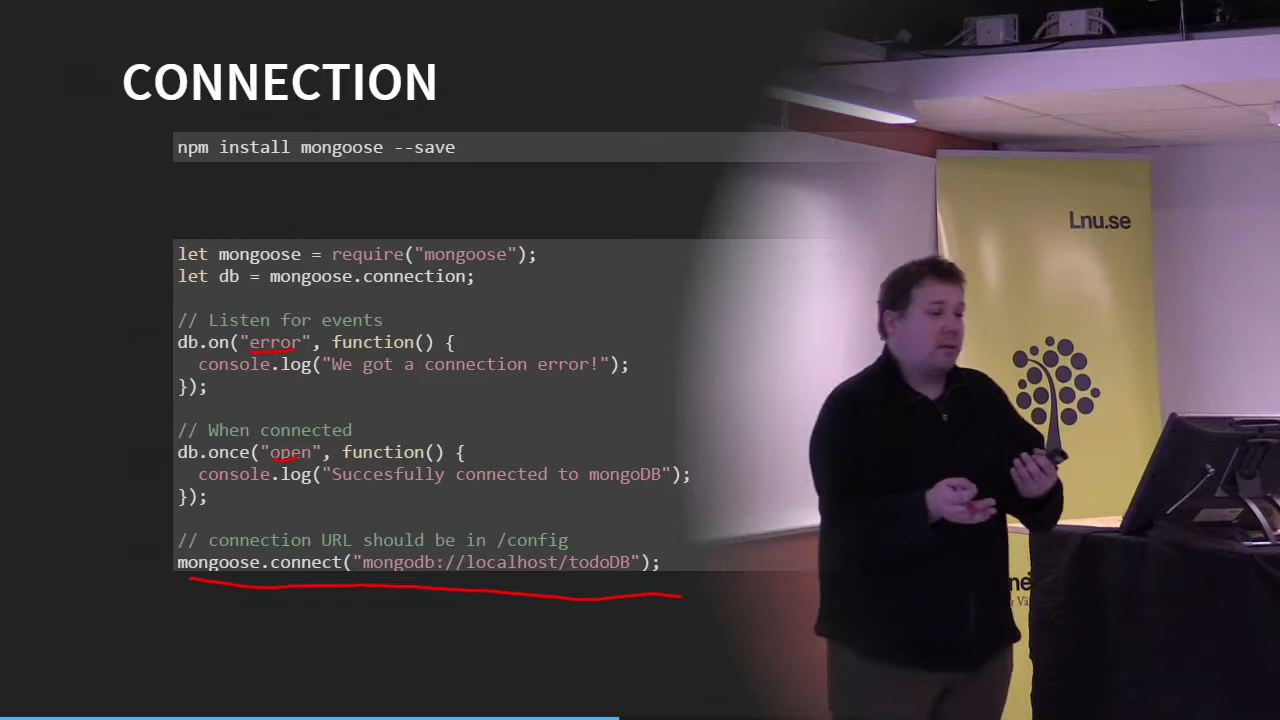 CONNECTION
npm install mongoose --save
let mongoose = require("mongoose");
let db = mongoose.connection;
// Listen for events
db.on("error", function() {
console.log("We got a connection error!");
});
// When connected
db.once("open", function() {
console.log("Succesfully connected to mongoDB");
});
// connection URL should be in /config
mongoose.connect("mongodb://localhost/todoDB");
Lnu.se